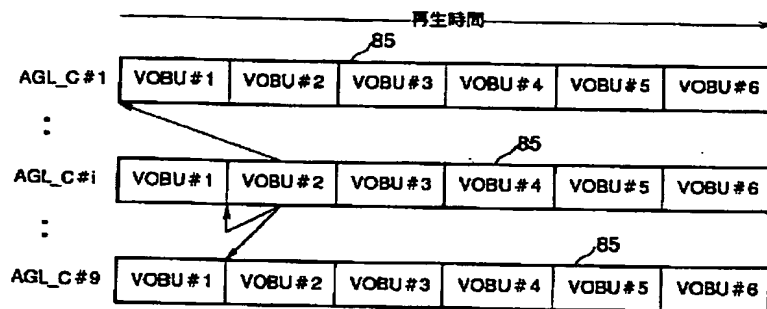 再生時間
85
AGL_C#1 VOBU#1 VOBU#2 VOBU#3 VOBU#4 VOBU#5 VOBU#6
:
85
AGL_C#i VOBU#1 VOBU#2 VOBU#3 VOBU#4 VOBU#5 VOBU#6
:
85
AGL_C#9 VOBU#1 VOBU#2 VOBU#3 VOBU#4 VOBU#5 VOBU#6